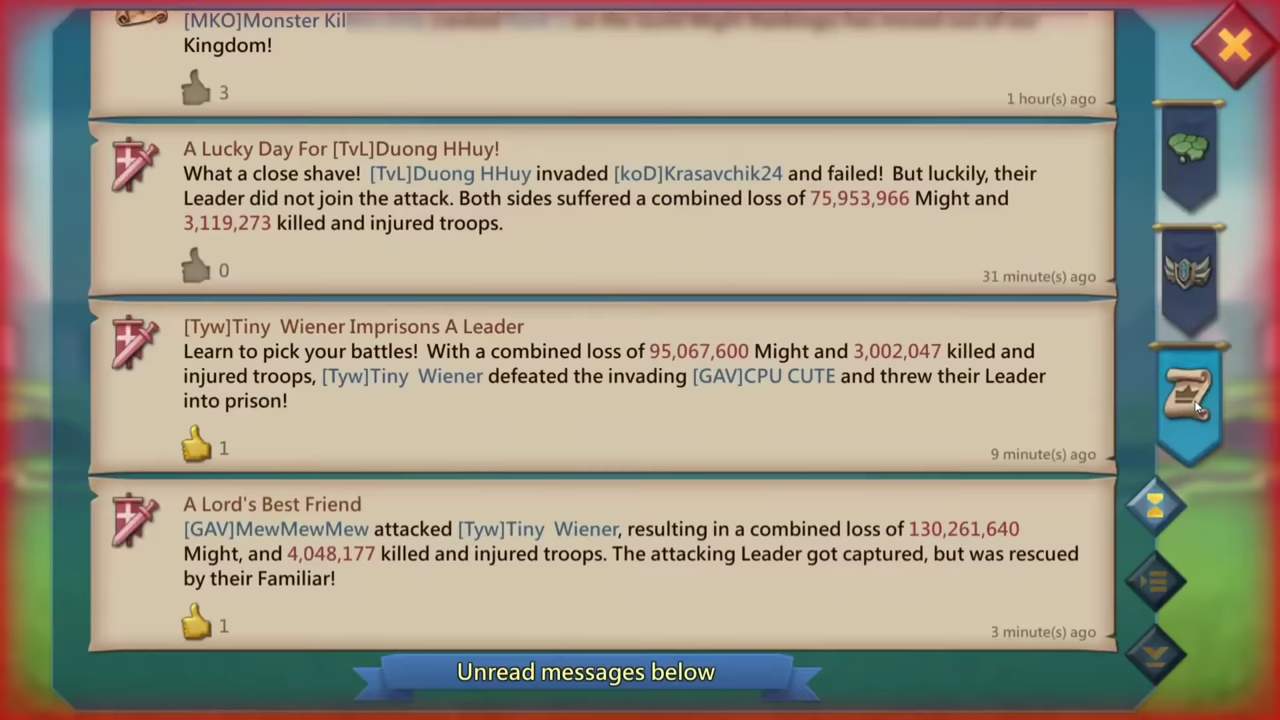 [MKO]Monster Kil
Kingdom!
3
1 hour(s) ago
A Lucky Day For [TvL]Duong HHuy!
What a close shave! [TvL]Duong HHuy invaded [koD]Krasavchik24 and failed! But luckily, their
Leader did not join the attack. Both sides suffered a combined loss of 75,953,966 Might and
3,119,273 killed and injured troops.
0
31 minute(s) ago
[Tyw]Tiny Wiener Imprisons A Leader
Learn to pick your battles! With a combined loss of 95,067,600 Might and 3,002,047 killed and
injured troops, [Tyw]Tiny Wiener defeated the invading [GAV]CPU CUTE and threw their Leader
into prison!
1
9 minute(s) ago
A Lord's Best Friend
[GAV]MewMewMew attacked [Tyw]Tiny Wiener, resulting in a combined loss of 130,261,640
Might, and 4,048,177 killed and injured troops. The attacking Leader got captured, but was rescued
by their Familiar!
1
3 minute(s) ago
Unread messages below